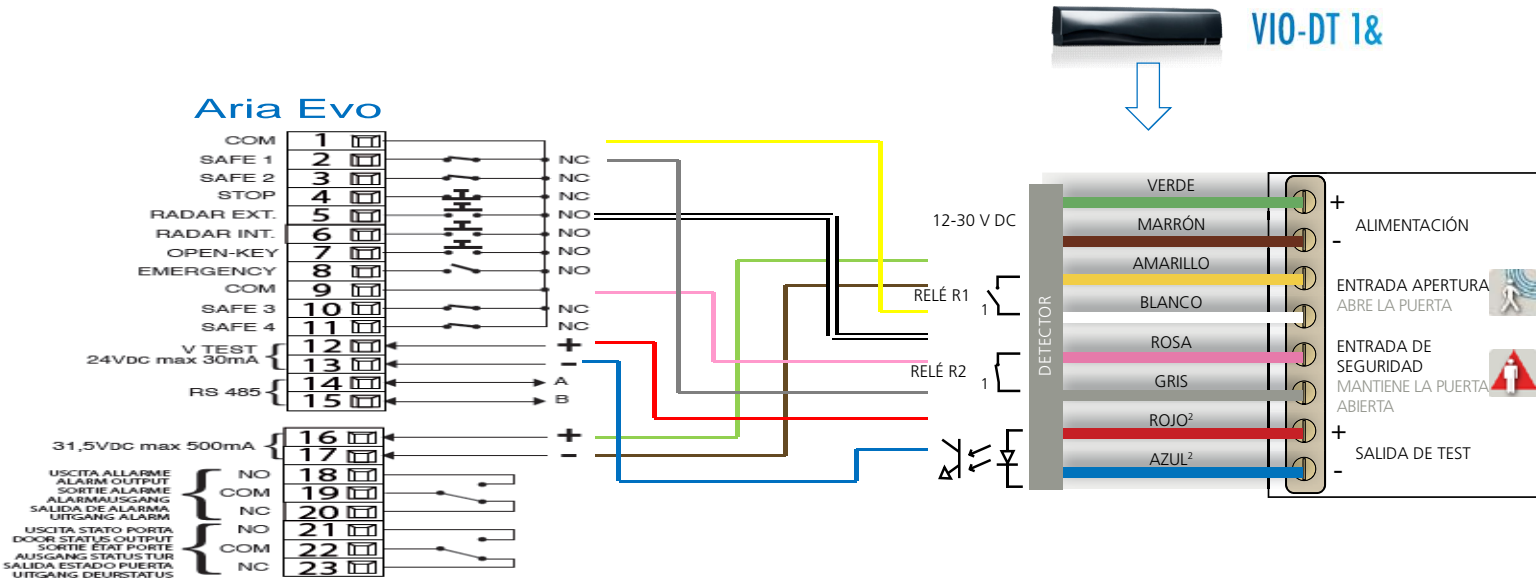 VIO-DT 1&
Aria Evo
COM 1
SAFE 1 2 NC
SAFE 2 3 NC
STOP 4 NC
RADAR EXT. 5 NO
RADAR INT. 6 NO
OPEN-KEY 7 NO
EMERGENCY 8 NO
COM 9
SAFE 3 10 NC
SAFE 4 11 NC
V TEST
24VDC max 30mA
12 +
13 -
RS 485
14 A
15 B
31,5VDC max 500mA
16 +
17 -
USCITA ALLARME
ALARM OUTPUT
SORTIE ALARME
ALARMAUSGANG
SALIDA DE ALARMA
UITGANG ALARM
NO 18
COM 19
NC 20
USCITA STATO PORTA
DOOR STATUS OUTPUT
SORTIE ÉTAT PORTE
AUSGANG STATUS TUR
SALIDA ESTADO PUERTA
UITGANG DEURSTATUS
NO 21
COM 22
NC 23
12-30 V DC
RELÉ R1
1
RELÉ R2
1
DETECTOR
VERDE
MARRÓN
AMARILLO
BLANCO
ROSA
GRIS
ROJO²
AZUL²
+
-
ALIMENTACIÓN
ENTRADA APERTURA
ABRE LA PUERTA
ENTRADA DE
SEGURIDAD
MANTIENE LA PUERTA
ABIERTA
+
-
SALIDA DE TEST